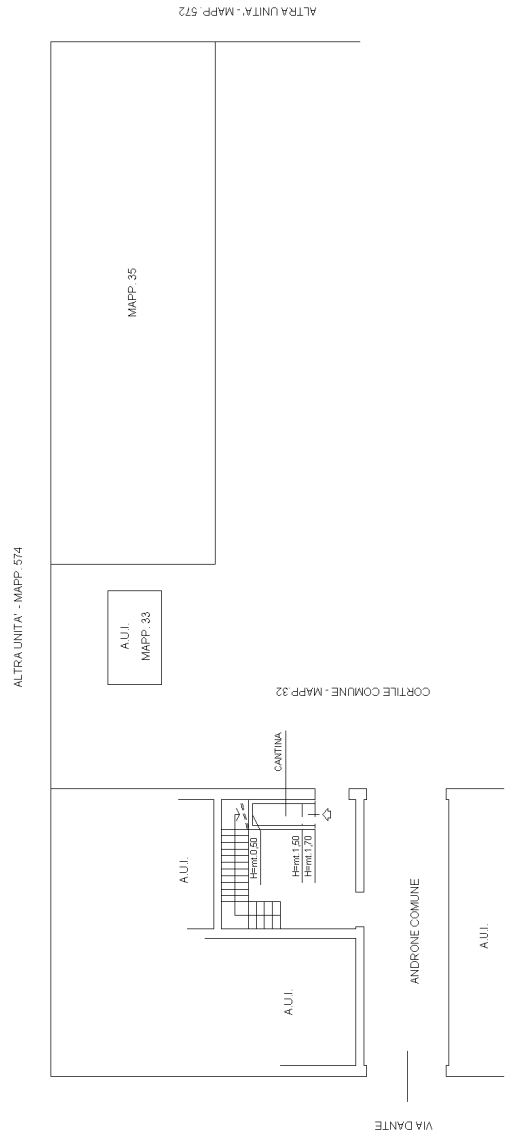 ALTRA UNITA' - MAPP. 572
MAPP. 35
ALTRA UNITA' - MAPP. 574
A.U.I.
MAPP. 33
CORTILE COMUNE - MAPP.32
CANTINA
A.U.I.
H=mt.0,50
H=mt.1,50
H=mt.1,70
ANDRONE COMUNE
A.U.I.
A.U.I.
VIA DANTE